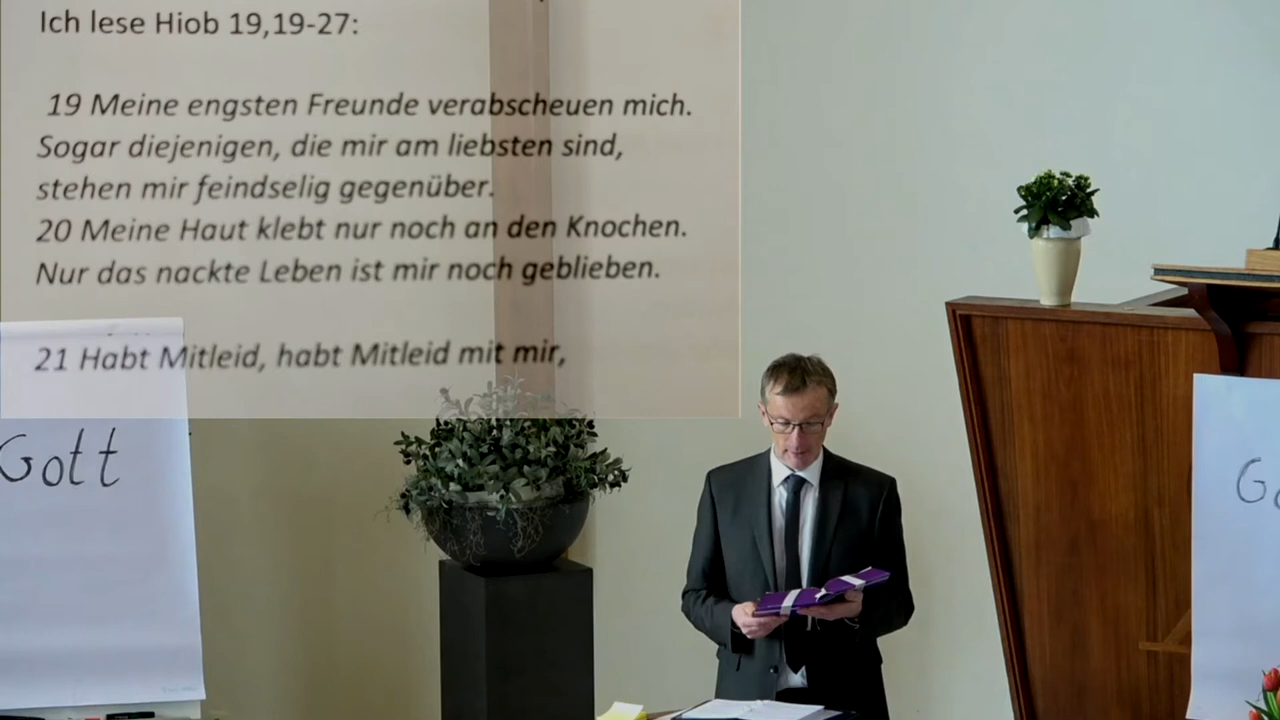 Ich lese Hiob 19,19-27:
19 Meine engsten Freunde verabscheuen mich.
Sogar diejenigen, die mir am liebsten sind,
stehen mir feindselig gegenüber.
20 Meine Haut klebt nur noch an den Knochen.
Nur das nackte Leben ist mir noch geblieben.
21 Habt Mitleid, habt Mitleid mit mir,
Gott